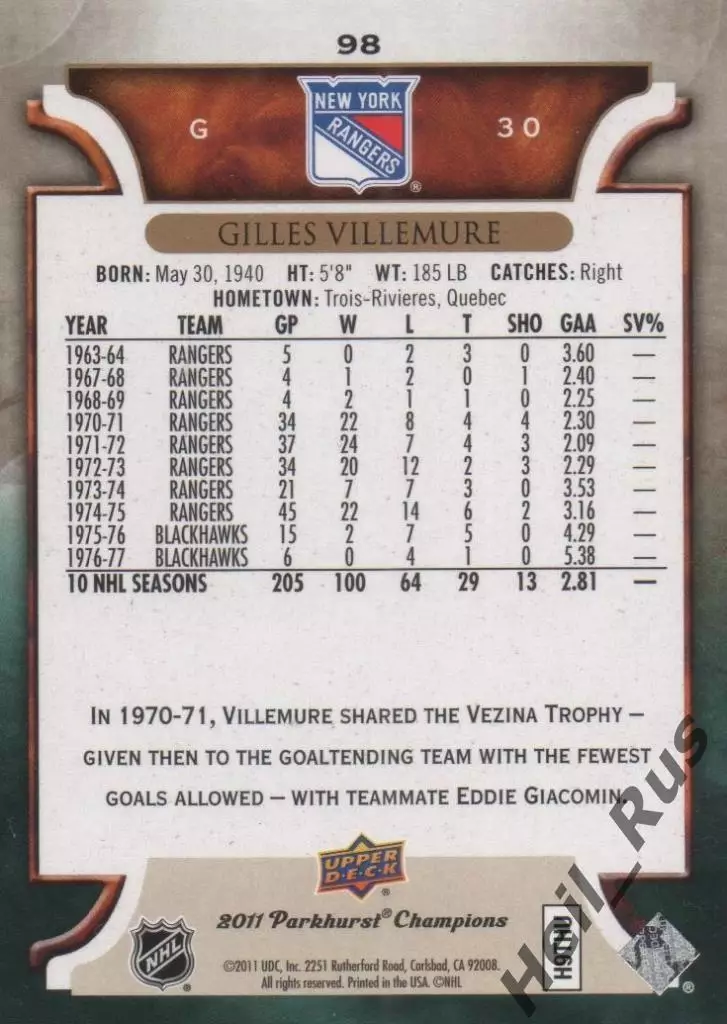 98
G 30
NEW YORK
RANGERS
®
GILLES VILLEMURE
BORN: May 30, 1940 HT: 5'8" WT: 185 LB CATCHES: Right
HOMETOWN: Trois-Rivieres, Quebec
YEAR TEAM GP W L T SHO GAA SV%
1963-64 RANGERS 5 0 2 3 0 3.60 —
1967-68 RANGERS 4 1 2 0 1 2.40 —
1968-69 RANGERS 4 2 1 1 0 2.25 —
1970-71 RANGERS 34 22 8 4 4 2.30 —
1971-72 RANGERS 37 24 7 4 3 2.09 —
1972-73 RANGERS 34 20 12 2 3 2.29 —
1973-74 RANGERS 21 7 7 3 0 3.53 —
1974-75 RANGERS 45 22 14 6 2 3.16 —
1975-76 BLACKHAWKS 15 2 7 5 0 4.29 —
1976-77 BLACKHAWKS 6 0 4 1 0 5.38 —
10 NHL SEASONS 205 100 64 29 13 2.81 —
IN 1970-71, VILLEMURE SHARED THE VEZINA TROPHY –
GIVEN THEN TO THE GOALTENDING TEAM WITH THE FEWEST
GOALS ALLOWED – WITH TEAMMATE EDDIE GIACOMIN.
UPPER
D·E·C·K
®
2011 Parkhurst® Champions
NHL
®
©2011 UDC, Inc. 2251 Rutherford Road, Carlsbad, CA 92008.
All rights reserved. Printed in the USA. ©NHL
H9THU
®
Heil_Rus